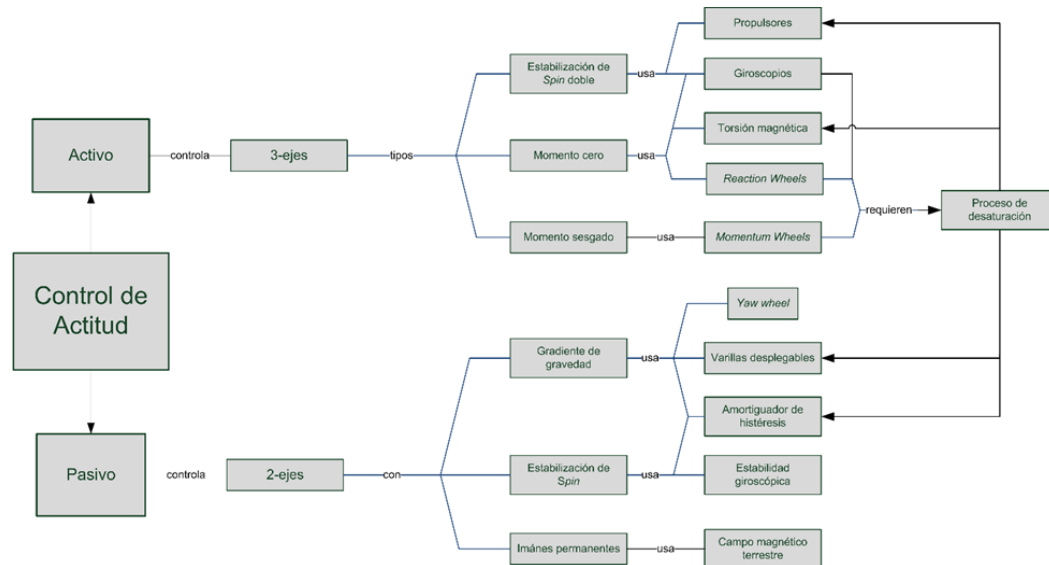 Propulsores
Estabilización de
Spin doble
usa
Giroscopios
Torsión magnética
Activo
controla
3-ejes
tipos
Momento cero
usa
Reaction Wheels
requieren
Proceso de
desaturación
Momento sesgado
usa
Momentum Wheels
Control de
Actitud
Yaw wheel
Gradiente de
gravedad
usa
Varillas desplegables
Amortiguador de
histéresis
Pasivo
controla
2-ejes
con
Estabilización de
Spin
usa
Estabilidad
giroscópica
Imánes permanentes
usa
Campo magnético
terrestre